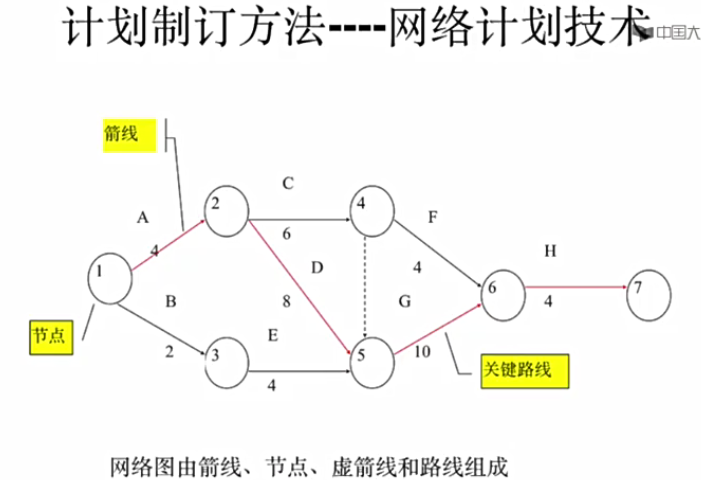 计划制订方法----网络计划技术
中国大
箭线
C
2
4
A
6
F
4
D
H
1
4
B
8
G
6
4
7
节点
E
2
3
5
10
关键路线
4
网络图由箭线、节点、虚箭线和路线组成